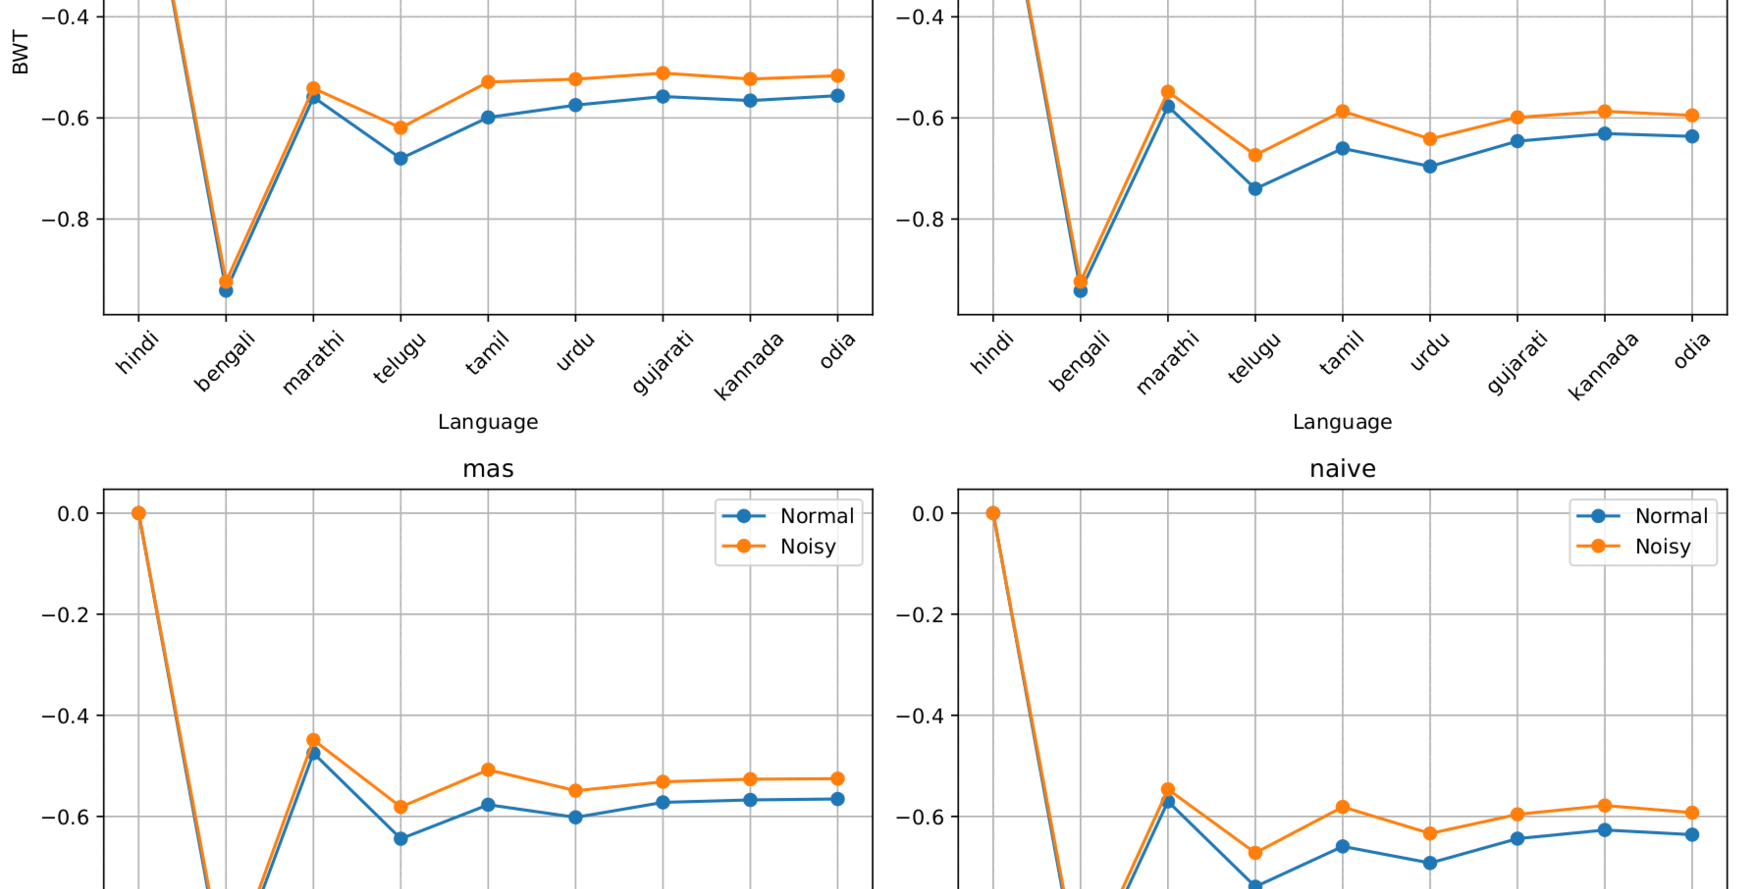 BWT
−0.4
−0.6
−0.8
hindi
bengali
marathi
telugu
tamil
urdu
gujarati
kannada
odia
Language
−0.4
−0.6
−0.8
hindi
bengali
marathi
telugu
tamil
urdu
gujarati
kannada
odia
Language
mas
0.0
−0.2
−0.4
−0.6
Normal
Noisy
naive
0.0
−0.2
−0.4
−0.6
Normal
Noisy